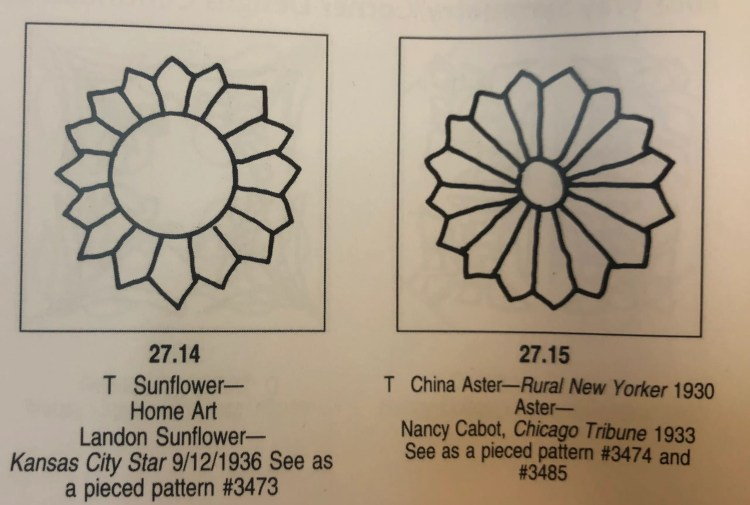 27.14
T Sunflower—
Home Art
Landon Sunflower—
Kansas City Star 9/12/1936 See as
a pieced pattern #3473
27.15
T China Aster—Rural New Yorker 1930
Aster—
Nancy Cabot, Chicago Tribune 1933
See as a pieced pattern #3474 and
#3485